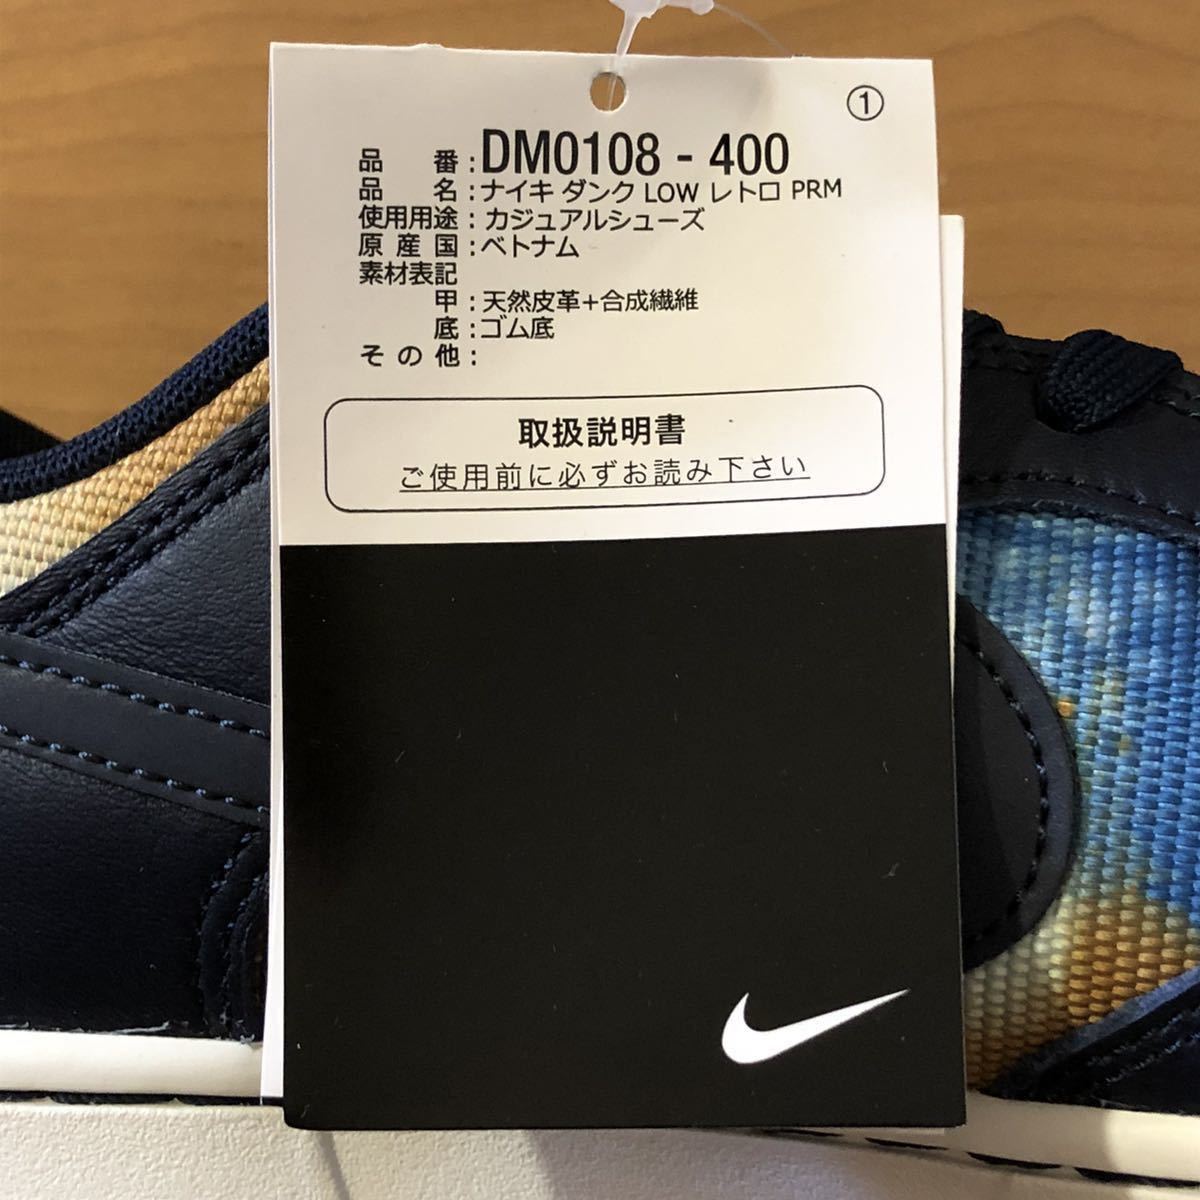 ①
品番:DM0108 - 400
品名:ナイキ ダンク LOW レトロ PRM
使用用途:カジュアルシューズ
原産国:ベトナム
素材表記
甲:天然皮革+合成繊維
底:ゴム底
その他:
取扱説明書
ご使用前に必ずお読み下さい